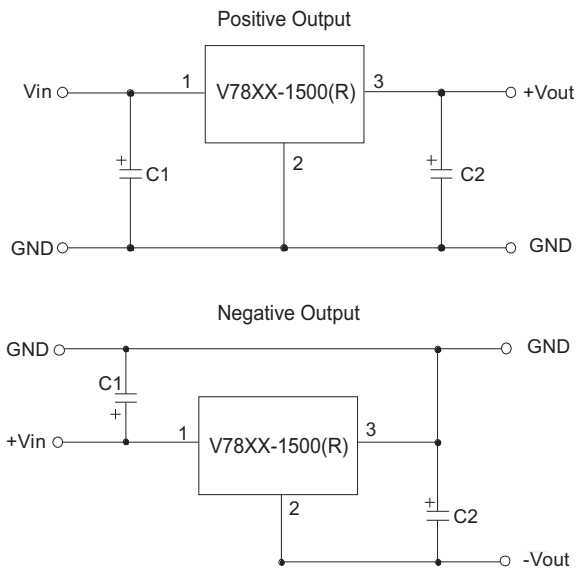 Positive Output
Vin 1 V78XX-1500(R) 3 +Vout
+ C1 2 + C2
GND GND
Negative Output
GND GND
C1
+
+Vin 1 V78XX-1500(R) 3
2 + C2
-Vout